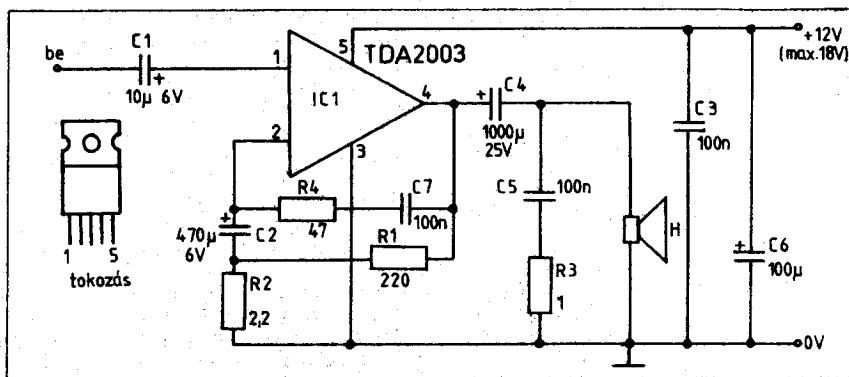 be
C1
10µ 6V
1
5
TDA2003
IC1
4
2
3
C4
1000µ
25V
+12V
(max.18V)
C3
100n
R4
47
C7
100n
C5
100n
470µ
6V
C2
R1
220
H
C6
100µ
1
5
tokozás
R2
2,2
R3
1
0V